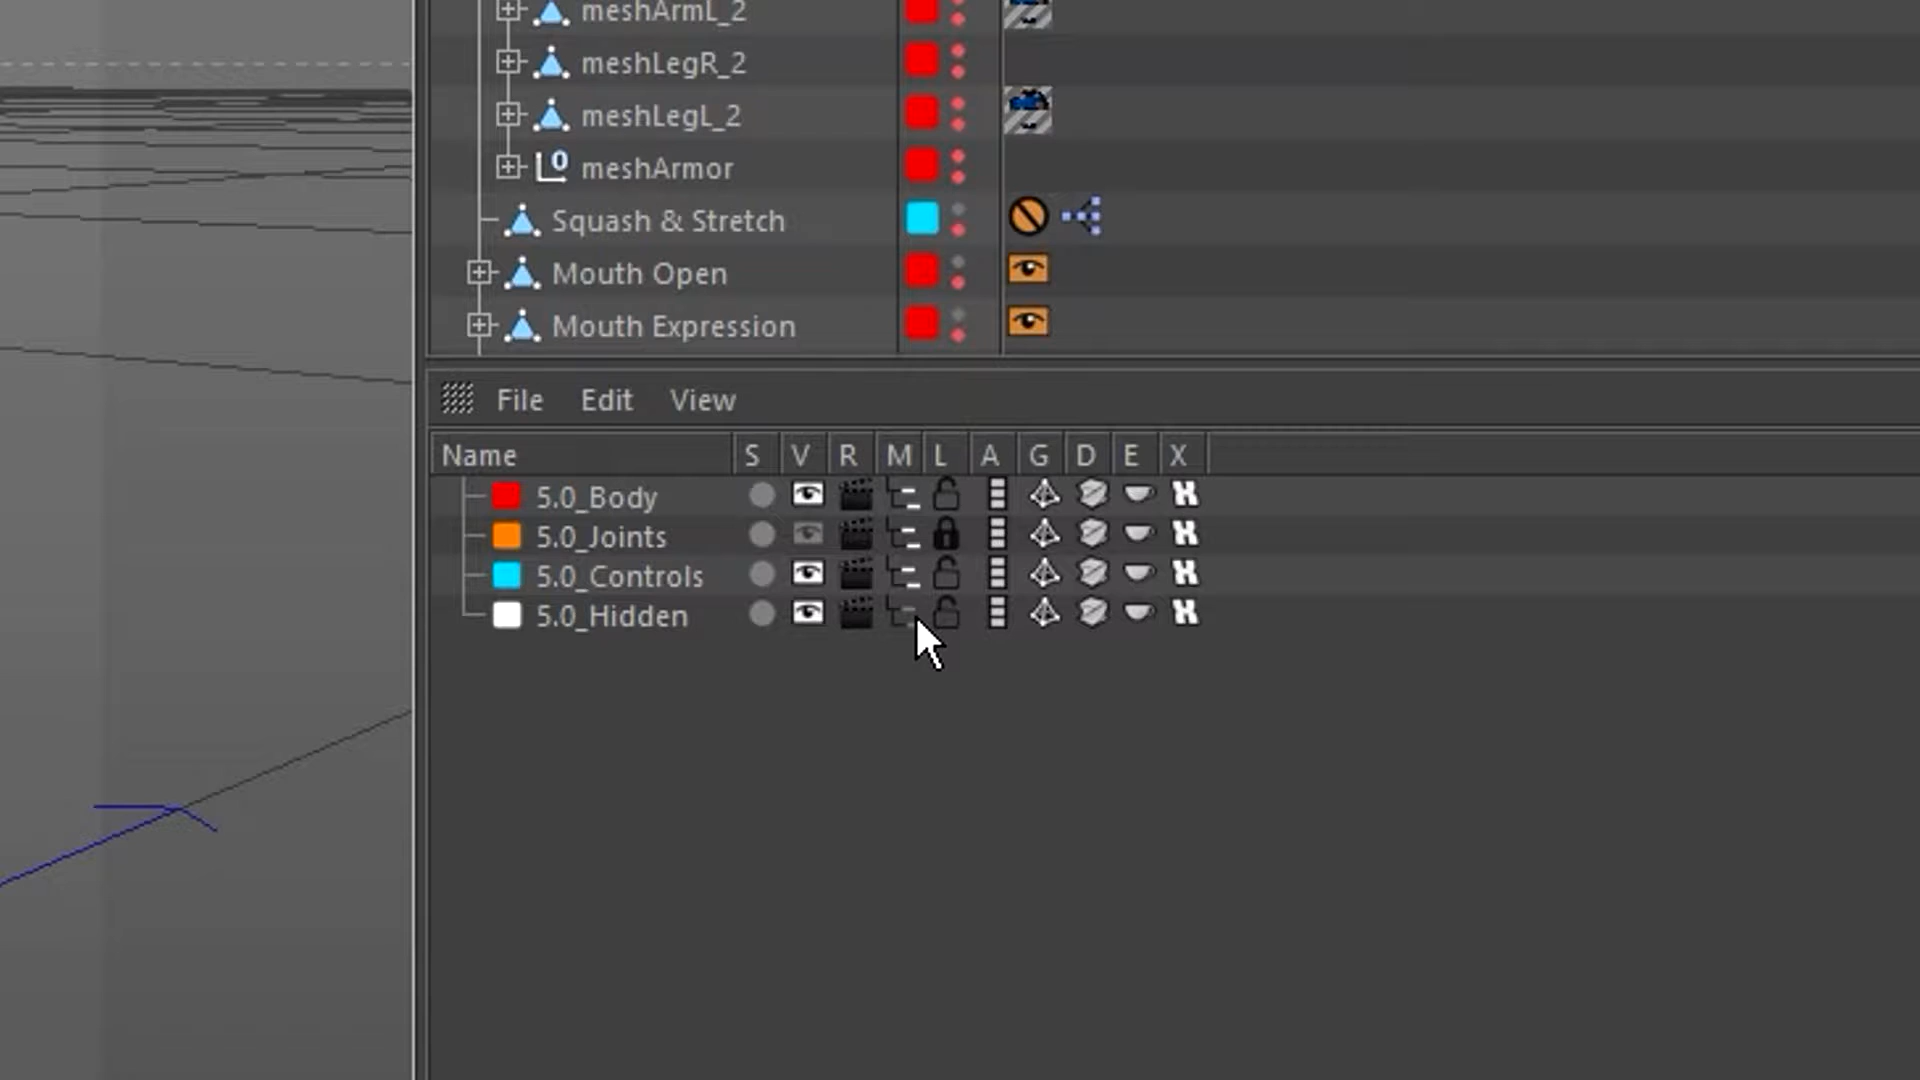 meshArmL_2
meshLegR_2
meshLegL_2
0 meshArmor
Squash & Stretch
Mouth Open
Mouth Expression
File Edit View
Name S V R M L A G D E X
5.0_Body
5.0_Joints
5.0_Controls
5.0_Hidden